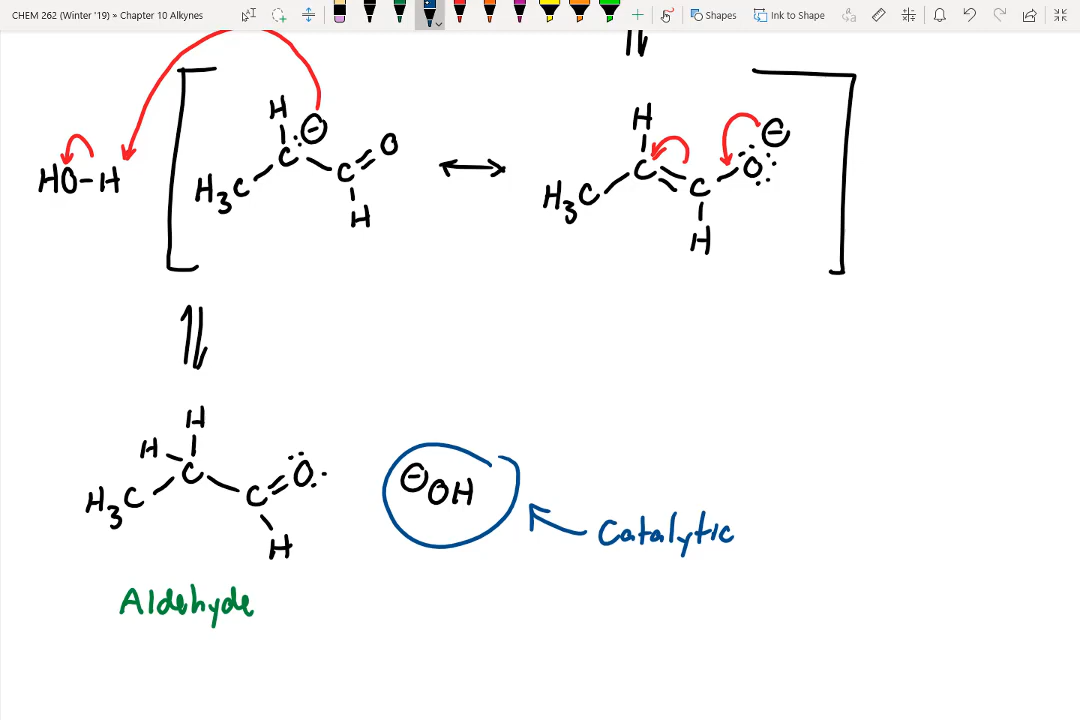 CHEM 262 (Winter '19) » Chapter 10 Alkynes
Shapes
Ink to Shape
H
⊖
:
C
C
O
H₃C
H
HO-H
H
⊖
C
C
O
H₃C
H
H
H
C
C
O
H₃C
H
⊖OH
Catalytic
Aldehyde